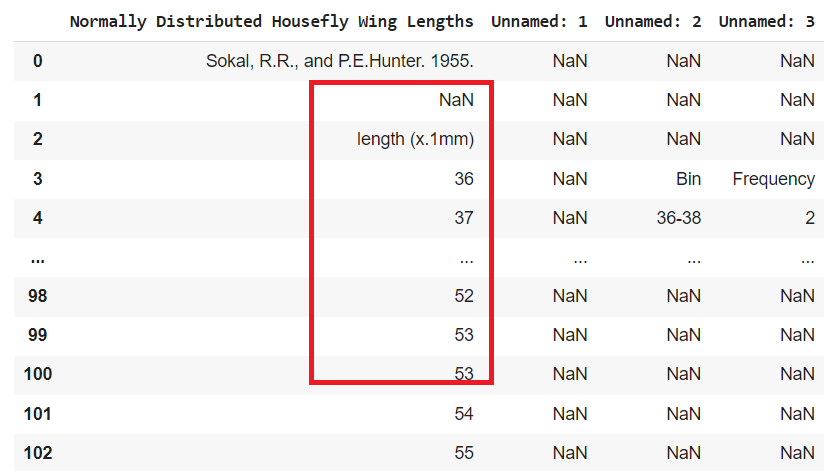 Normally Distributed Housefly Wing Lengths Unnamed: 1 Unnamed: 2 Unnamed: 3
0 Sokal, R.R., and P.E.Hunter. 1955. NaN NaN NaN
1 NaN NaN NaN NaN
2 length (x.1mm) NaN NaN NaN
3 36 NaN Bin Frequency
4 37 NaN 36-38 2
... ... ... ... ...
98 52 NaN NaN NaN
99 53 NaN NaN NaN
100 53 NaN NaN NaN
101 54 NaN NaN NaN
102 55 NaN NaN NaN